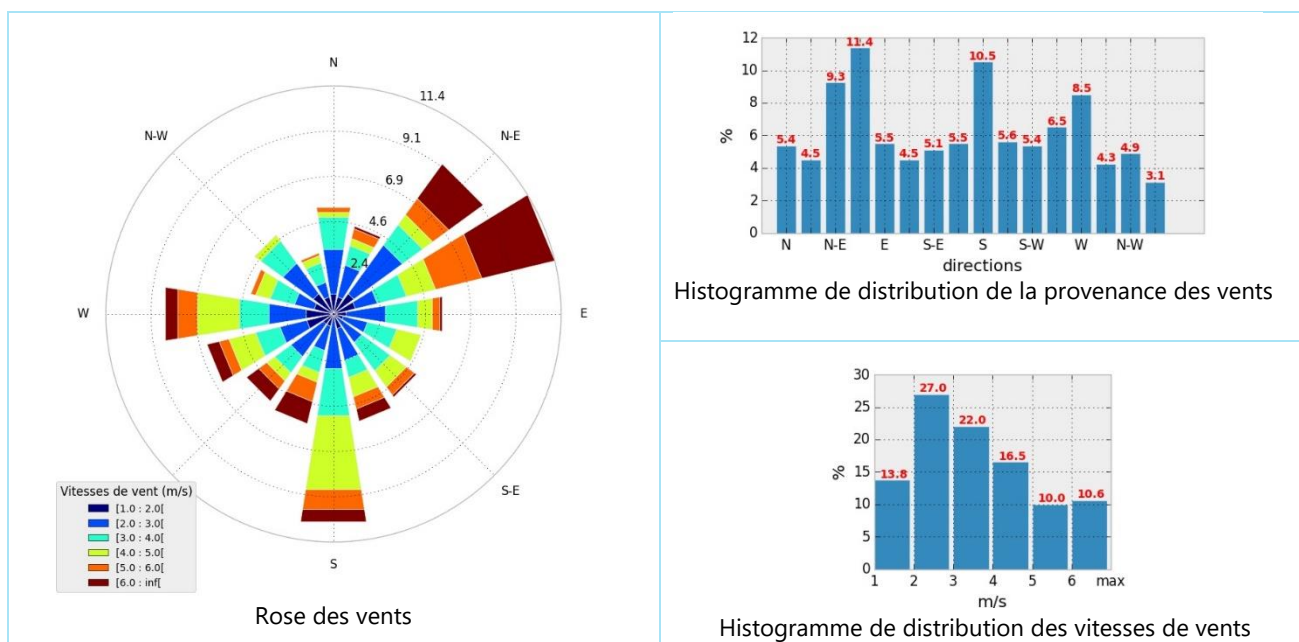 N
11.4
N-W
N-E
9.1
6.9
4.6
2.4
W
E
S-E
S
Vitesses de vent (m/s)
[1.0 : 2.0[
[2.0 : 3.0[
[3.0 : 4.0[
[4.0 : 5.0[
[5.0 : 6.0[
[6.0 : inf[
Rose des vents
12
10
8
6
4
2
0
%
5.4 4.5 9.3 11.4 5.5 4.5 5.1 5.5 10.5 5.6 5.4 6.5 8.5 4.3 4.9 3.1
N N-E E S-E S S-W W N-W
directions
Histogramme de distribution de la provenance des vents
30
25
20
15
10
5
0
%
13.8 27.0 22.0 16.5 10.0 10.6
1 2 3 4 5 6 max
m/s
Histogramme de distribution des vitesses de vents